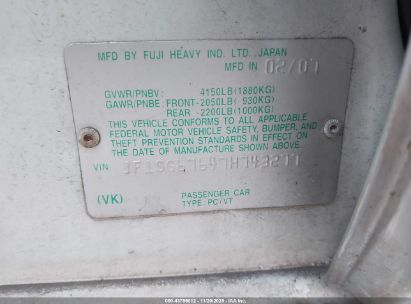 MFD BY FUJI HEAVY IND. LTD., JAPAN
MFD IN 02/07
GVWR/PNBV : 4150LB(1880KG)
GAWR/PNBE: FRONT-2050LB( 930KG)
REAR -2200LB(1000KG)
THIS VEHICLE CONFORMS TO ALL APPLICABLE
FEDERAL MOTOR VEHICLE SAFETY, BUMPER, AND
THEFT PREVENTION STANDARDS IN EFFECT ON
THE DATE OF MANUFACTURE SHOWN ABOVE.
VIN
(VK)
PASSENGER CAR
TYPE: PC/VT